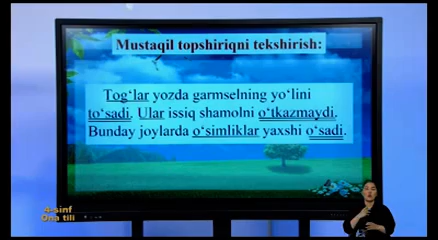 Mustaqil topshiriqni tekshirish:
Tog‘lar yozda garmselning yo‘lini
to‘sadi. Ular issiq shamolni o‘tkazmaydi.
Bunday joylarda o‘simliklar yaxshi o‘sadi.
4-sinf
Ona tili